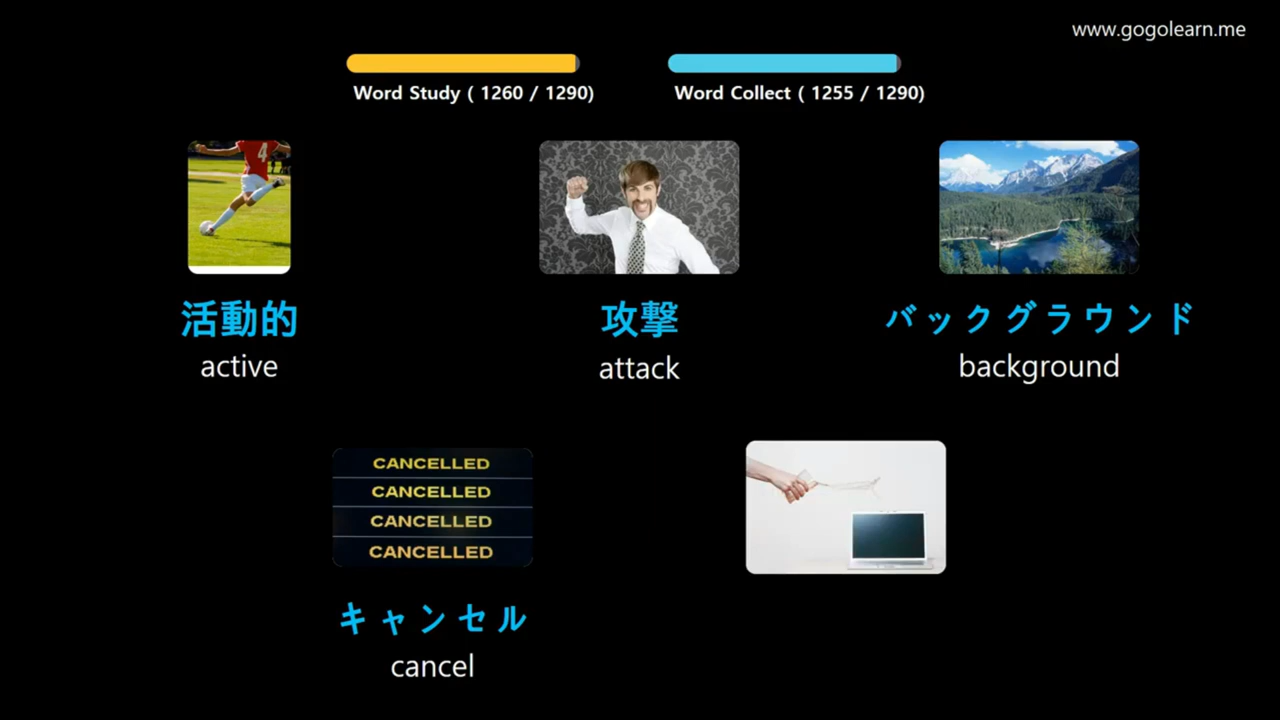 www.gogolearn.me
Word Study ( 1260 / 1290)
Word Collect ( 1255 / 1290)
4
活動的
攻撃
バックグラウンド
active
attack
background
CANCELLED
CANCELLED
CANCELLED
CANCELLED
キャンセル
cancel